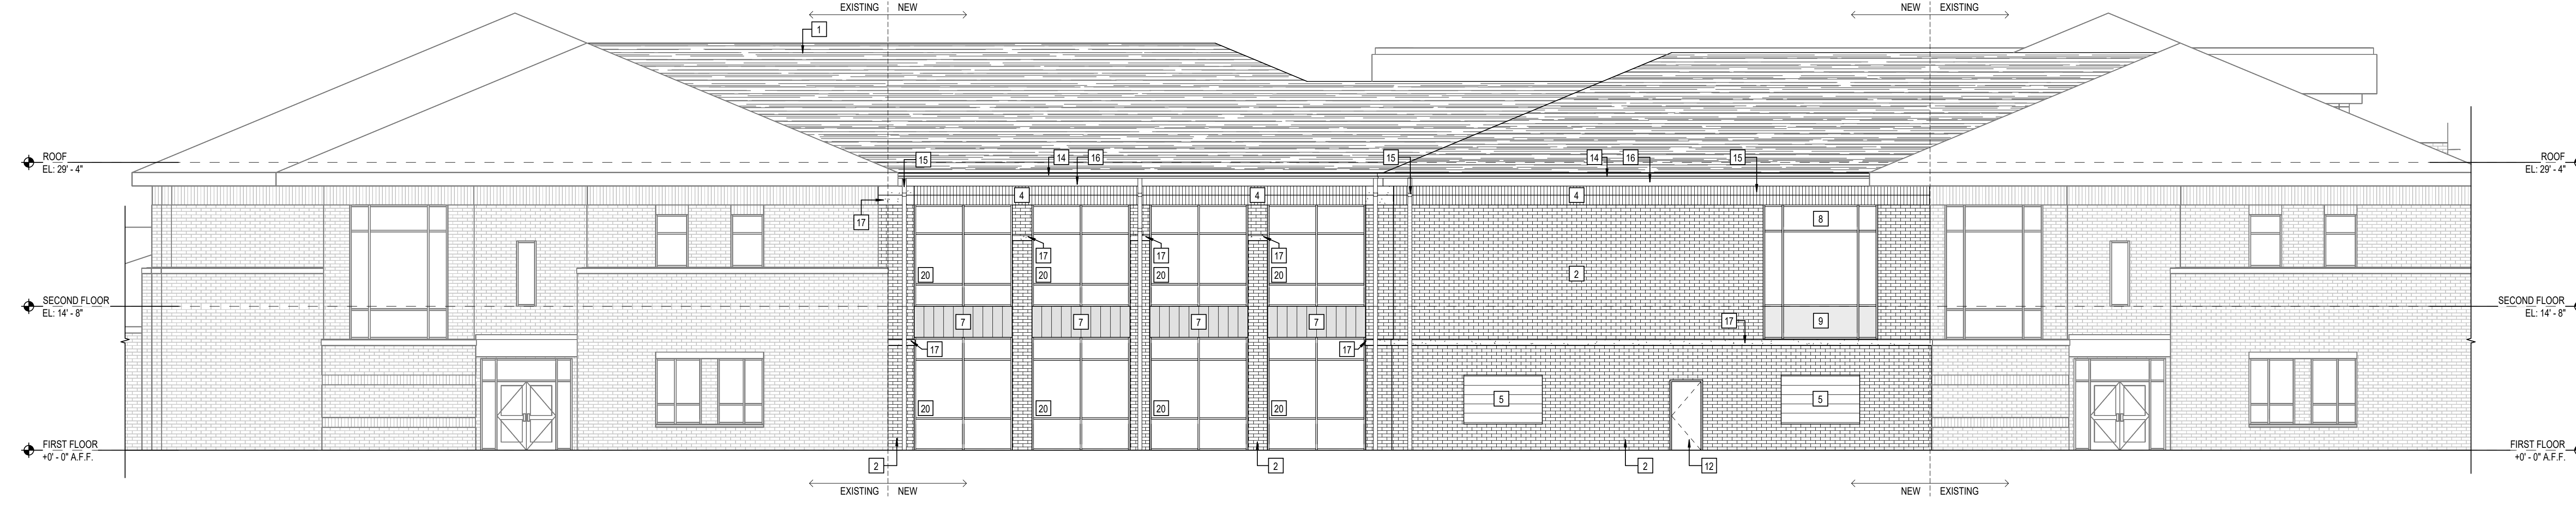 EXISTING NEW
NEW EXISTING
1
ROOF
EL: 29' - 4"
15
14
16
15
14
16
15
ROOF
EL: 29' - 4"
4
4
4
17
8
17
17
17
20
20
20
20
2
SECOND FLOOR
EL: 14' - 8"
SECOND FLOOR
EL: 14' - 8"
7
7
7
7
17
9
17
17
5
5
20
20
20
20
FIRST FLOOR
+0' - 0" A.F.F.
FIRST FLOOR
+0' - 0" A.F.F.
2
2
2
12
EXISTING NEW
NEW EXISTING